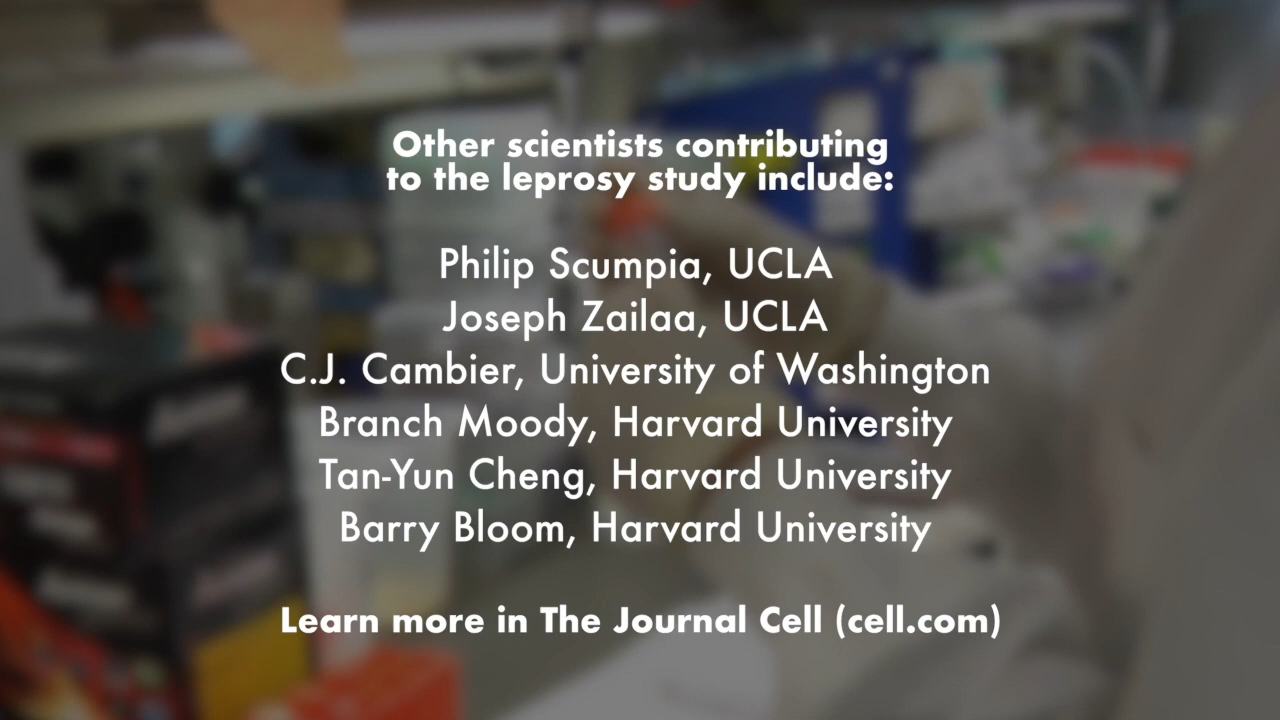 Other scientists contributing
to the leprosy study include:
Philip Scumpia, UCLA
Joseph Zailaa, UCLA
C.J. Cambier, University of Washington
Branch Moody, Harvard University
Tan-Yun Cheng, Harvard University
Barry Bloom, Harvard University
Learn more in The Journal Cell (cell.com)